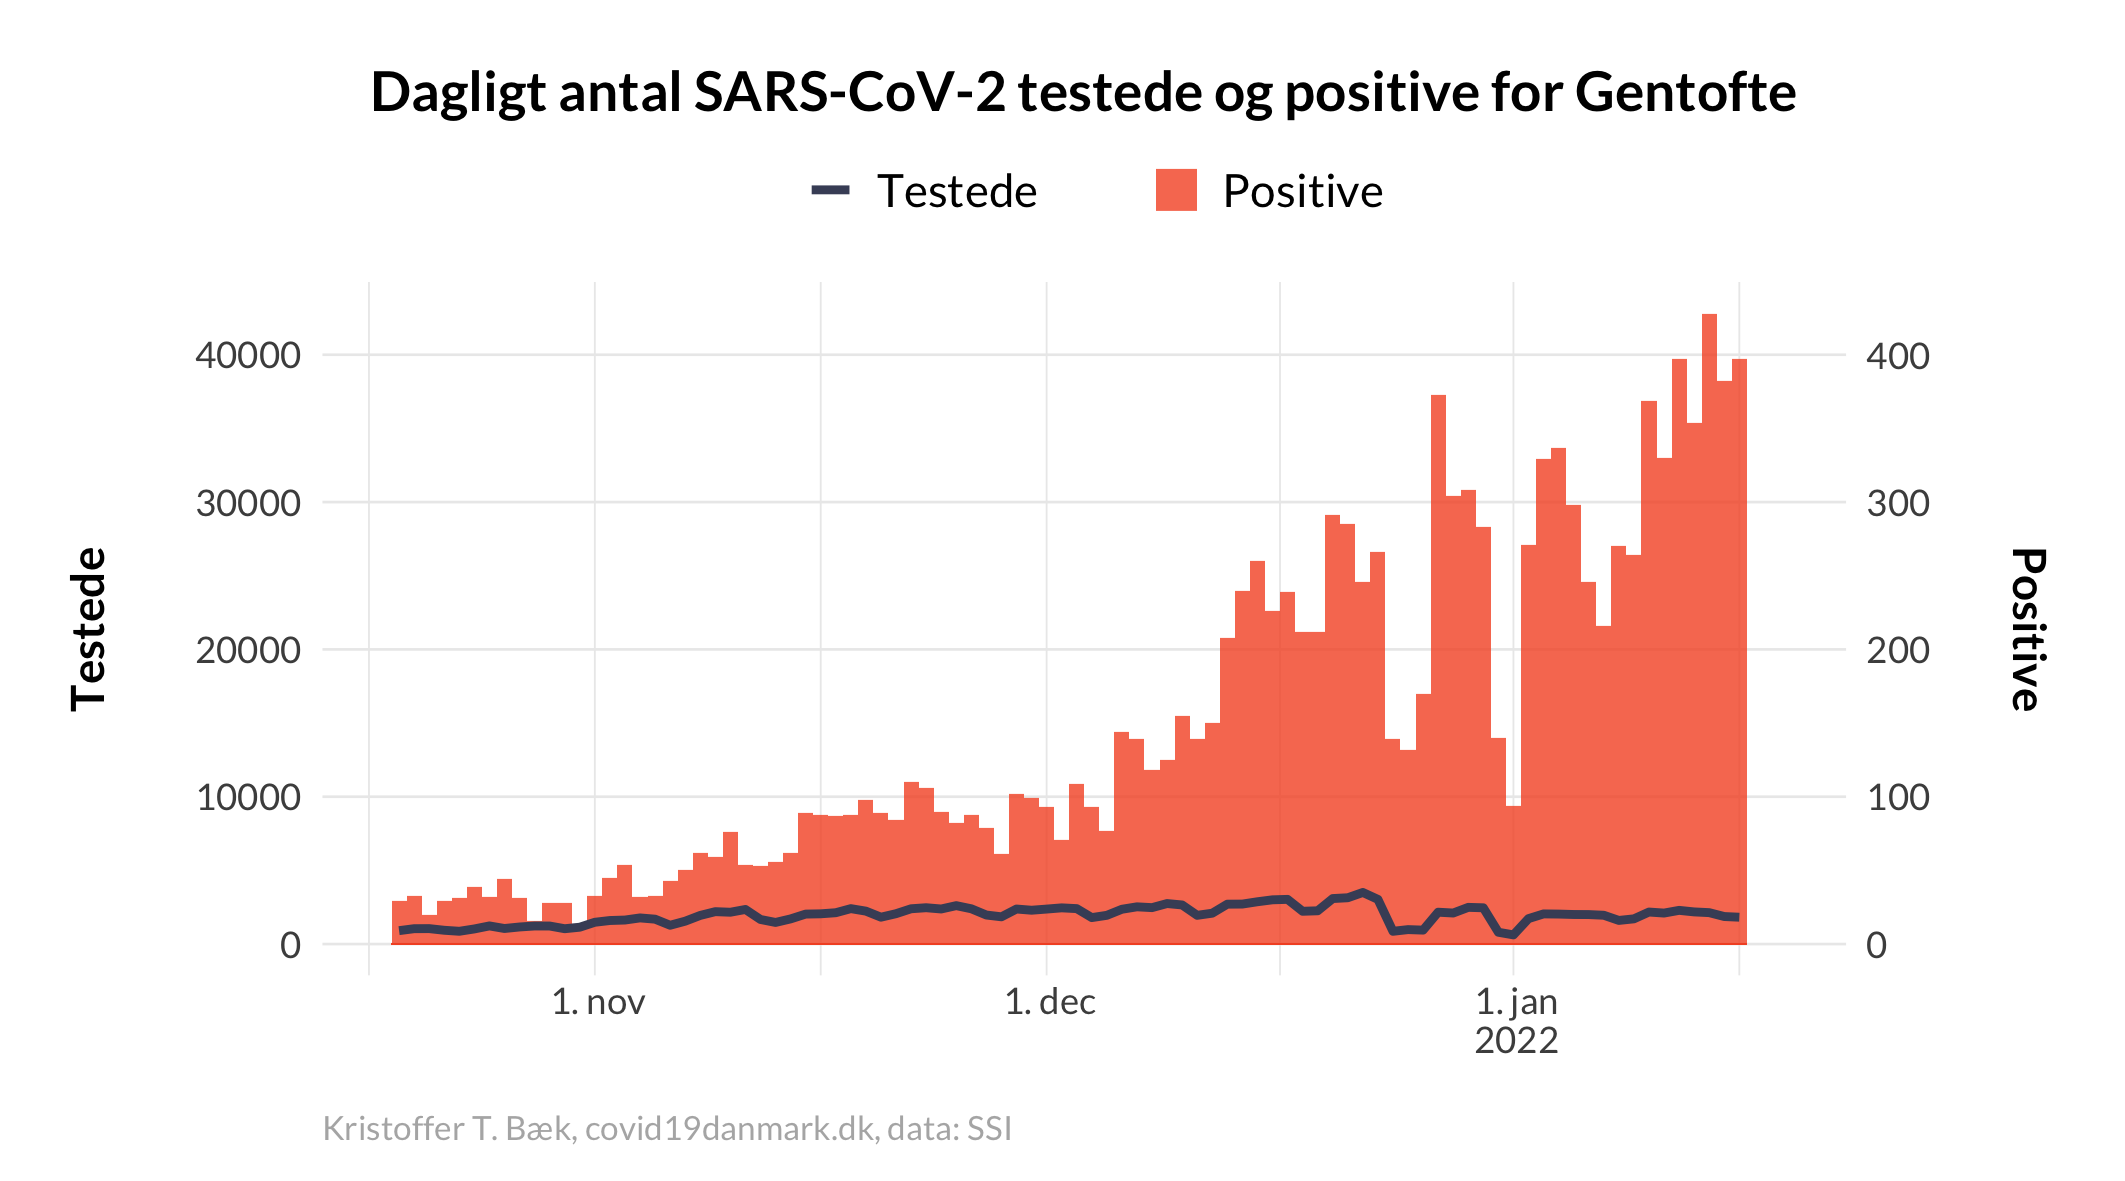 Dagligt antal SARS-CoV-2 testede og positive for Gentofte
Testede
Positive
40000
30000
20000
10000
0
400
300
200
100
0
Testede
Positive
1. nov
1. dec
1. jan
2022
Kristoffer T. Bæk, covid19danmark.dk, data: SSI